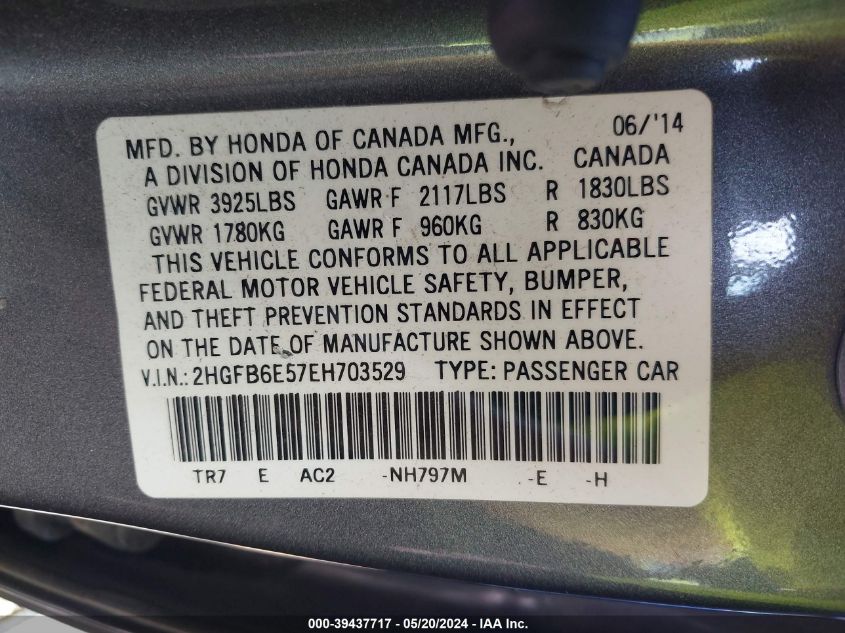 06/'14
MFD. BY HONDA OF CANADA MFG.,
A DIVISION OF HONDA CANADA INC. CANADA
GVWR 3925LBS GAWR F 2117LBS R 1830LBS
GVWR 1780KG GAWR F 960KG R 830KG
THIS VEHICLE CONFORMS TO ALL APPLICABLE
FEDERAL MOTOR VEHICLE SAFETY, BUMPER,
AND THEFT PREVENTION STANDARDS IN EFFECT
ON THE DATE OF MANUFACTURE SHOWN ABOVE.
V.I.N.: 2HGFB6E57EH703529 TYPE: PASSENGER CAR
TR7 E AC2 -NH797M -E -H
000-39437717 - 05/20/2024 - IAA Inc.